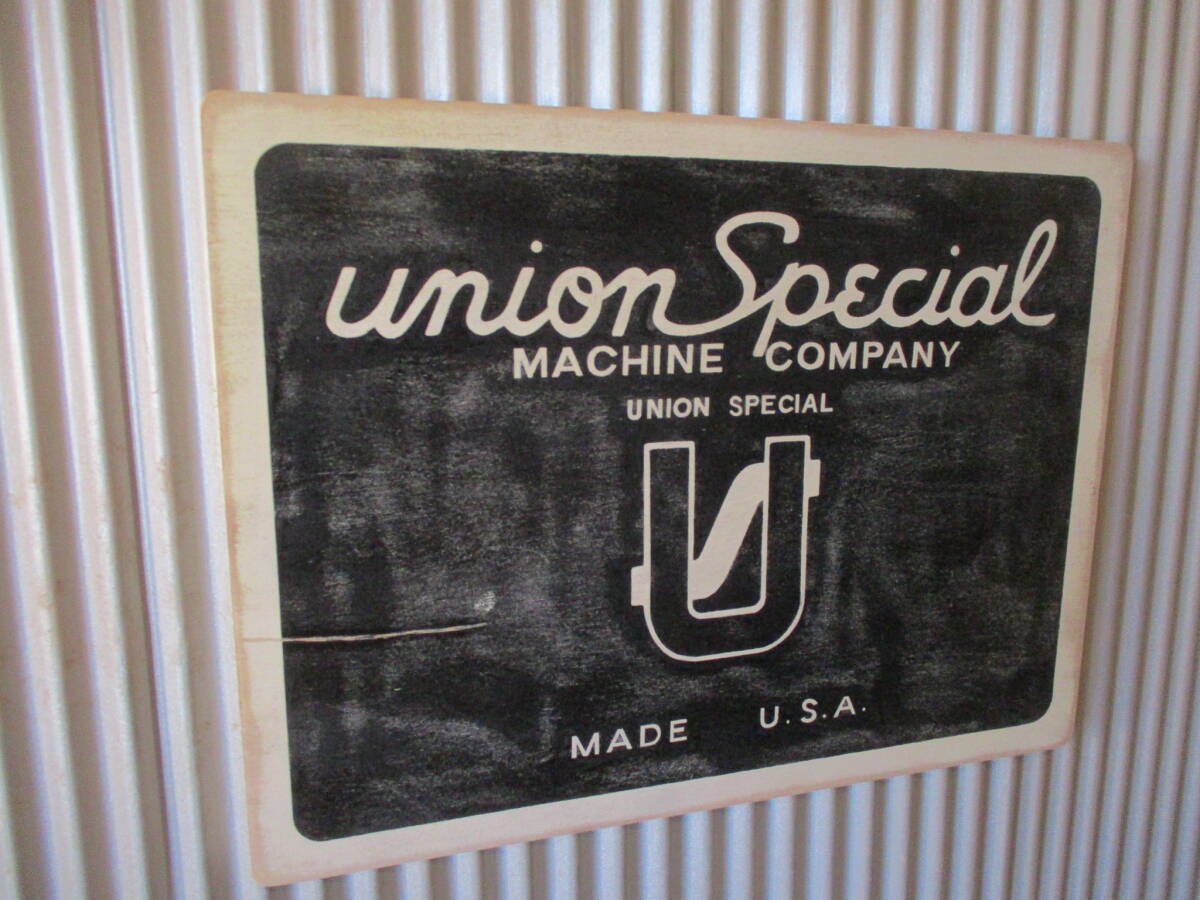 union Special
MACHINE COMPANY
UNION SPECIAL
U
MADE U.S.A.